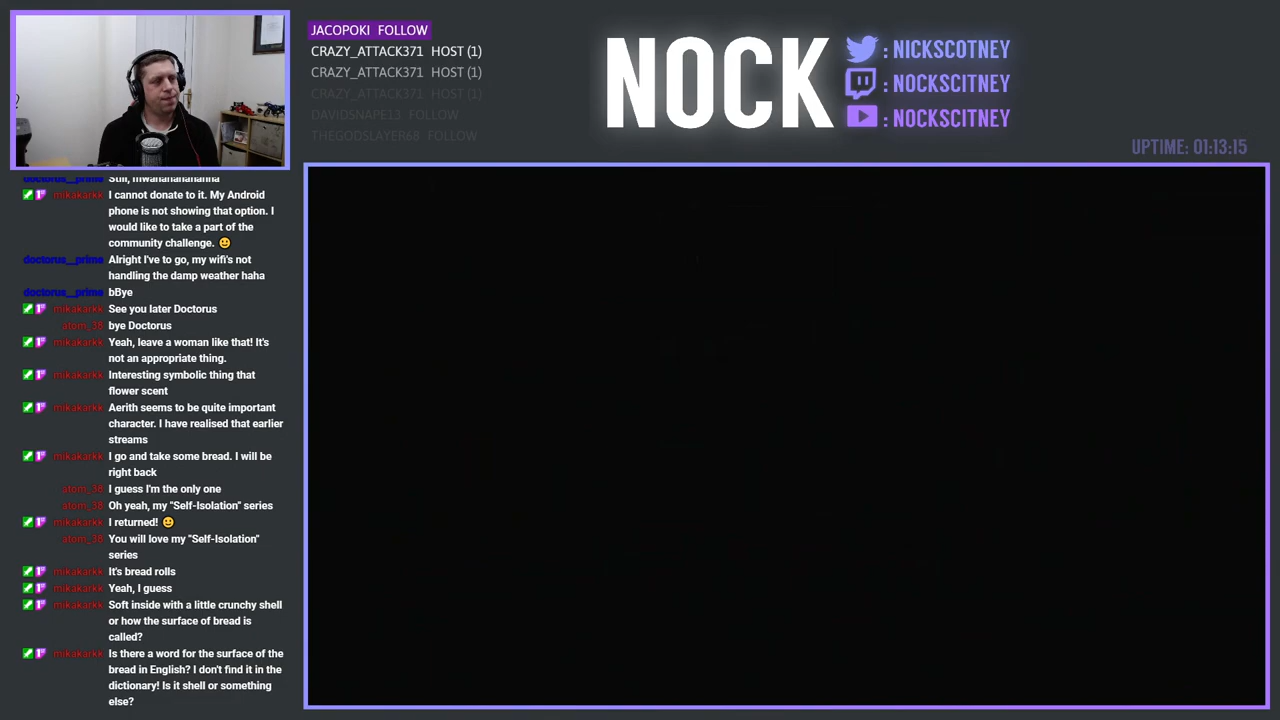 JACOPOKI FOLLOW
CRAZY_ATTACK371 HOST (1)
CRAZY_ATTACK371 HOST (1)
CRAZY_ATTACK371 HOST (1)
DAVIDSNAPE13 FOLLOW
THEGODSLAYER68 FOLLOW
NOCK
: NICKSCOTNEY
: NOCKSCITNEY
: NOCKSCITNEY
UPTIME: 01:13:15
mikakarkk I cannot donate to it. My Android
phone is not showing that option. I
would like to take a part of the
community challenge.
doctorus__prime Alright I've to go, my wifi's not
handling the damp weather haha
doctorus__prime bBye
mikakarkk See you later Doctorus
atom_38 bye Doctorus
mikakarkk Yeah, leave a woman like that! It's
not an appropriate thing.
mikakarkk Interesting symbolic thing that
flower scent
mikakarkk Aerith seems to be quite important
character. I have realised that earlier
streams
mikakarkk I go and take some bread. I will be
right back
atom_38 I guess I'm the only one
atom_38 Oh yeah, my "Self-Isolation" series
mikakarkk I returned!
atom_38 You will love my "Self-Isolation"
series
mikakarkk It's bread rolls
mikakarkk Yeah, I guess
mikakarkk Soft inside with a little crunchy shell
or how the surface of bread is
called?
mikakarkk Is there a word for the surface of the
bread in English? I don't find it in the
dictionary! Is it shell or something
else?